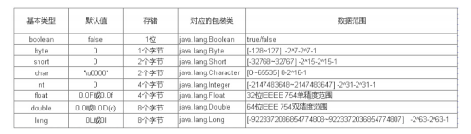 基本类型 默认值 存储 对应的包装类 数据范围
boolean false 1位 java.lang.Boolean true/false
byte 0 1个字节 java.lang.Byte [-128~127] -2^7~2^7-1
short 0 2个字节 java.lang.Short [-32768~32767] -2^15~2^15-1
char '\u0000' 2个字节 java.lang.Character [0~65535] 0~2^16-1
int 0 4个字节 java.lang.Integer [-2147483648~2147483647] -2^31~2^31-1
float 0.0F或0.0f 4个字节 java.lang.Float 32位IEEEE 754单精度范围
double 8个字节 java.lang.Double 64位IEEE 754双精度范围
long 0L或0l 8个字节 java.lang.Long [-9223372036854774808~9223372036854774807] -2^63~2^63-1